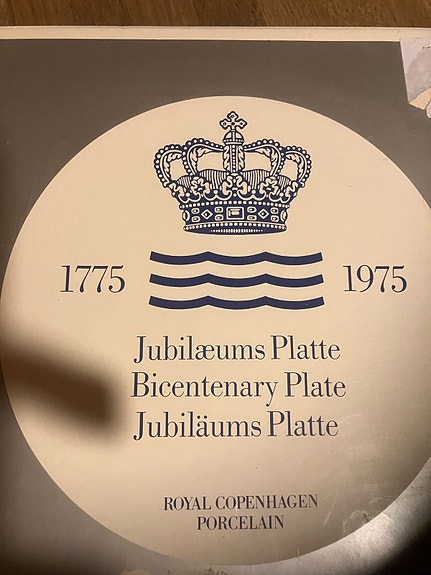 1775 1975
Jubilæums Platte
Bicentenary Plate
Jubiläums Platte
ROYAL COPENHAGEN
PORCELAIN